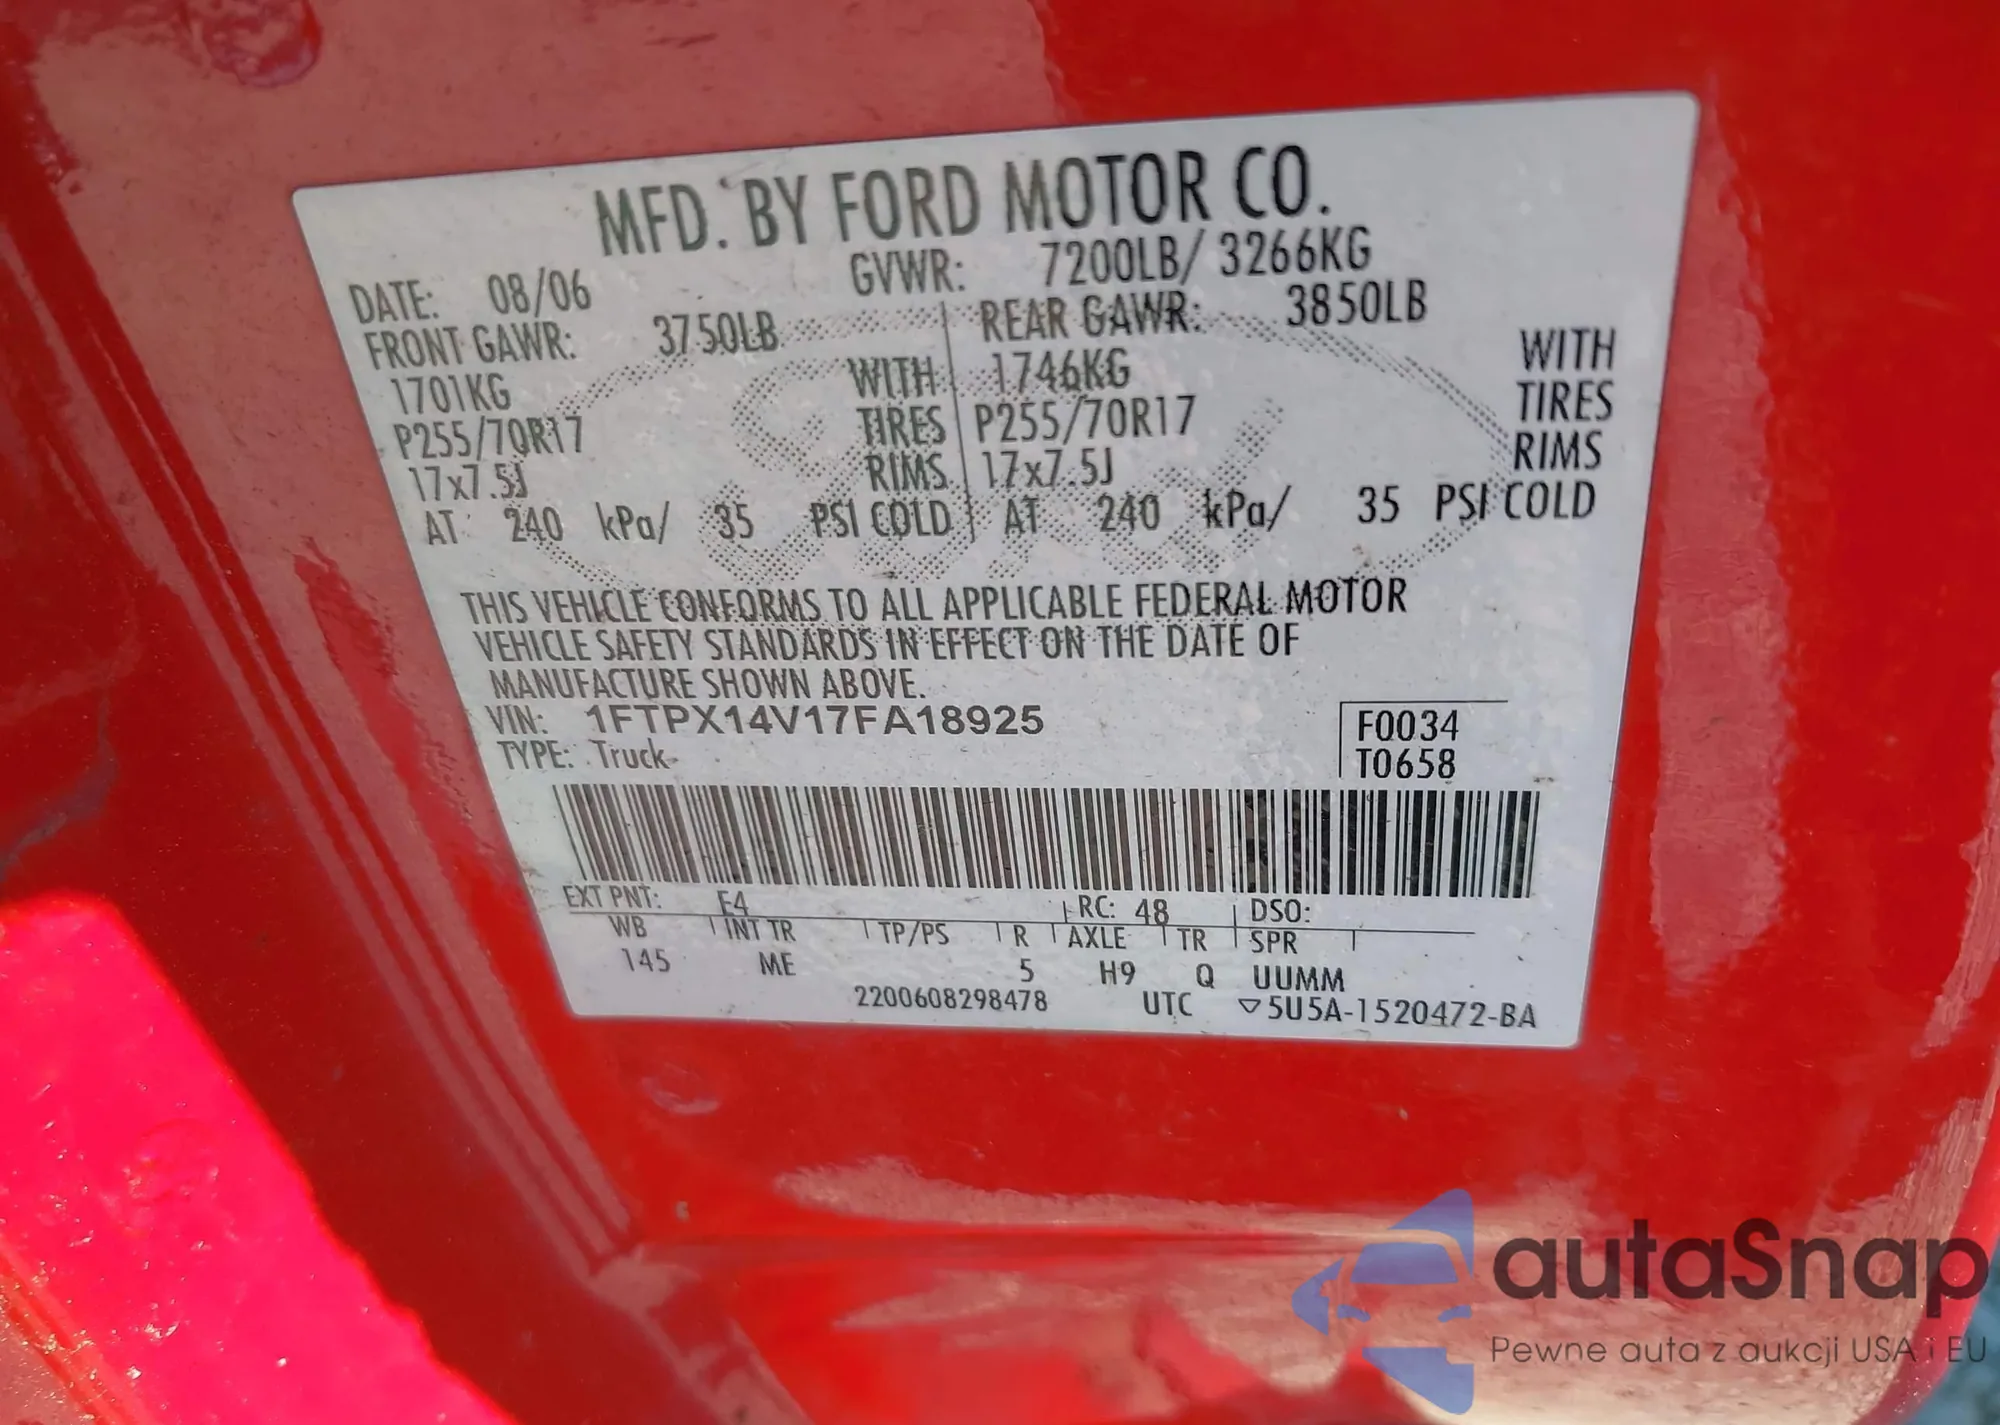 MFD. BY FORD MOTOR CO.
DATE: 08/06 GVWR: 7200LB/ 3266KG
FRONT GAWR: 3750LB REAR GAWR: 3850LB
1701KG WITH 1746KG WITH
P255/70R17 TIRES P255/70R17 TIRES
17x7.5J RIMS 17x7.5J RIMS
AT 240 kPa/ 35 PSI COLD AT 240 kPa/ 35 PSI COLD
THIS VEHICLE CONFORMS TO ALL APPLICABLE FEDERAL MOTOR
VEHICLE SAFETY STANDARDS IN EFFECT ON THE DATE OF
MANUFACTURE SHOWN ABOVE.
VIN: 1FTPX14V17FA18925 F0034
TYPE: Truck T0658
EXT PNT: E4 RC: 48 DSO:
WB INT TR TP/PS R AXLE TR SPR
145 ME 5 H9 Q UUMM
2200608298478 UTC ▽5U5A-1520472-BA
autaSnap
Pewne auta z aukcji USA i EU